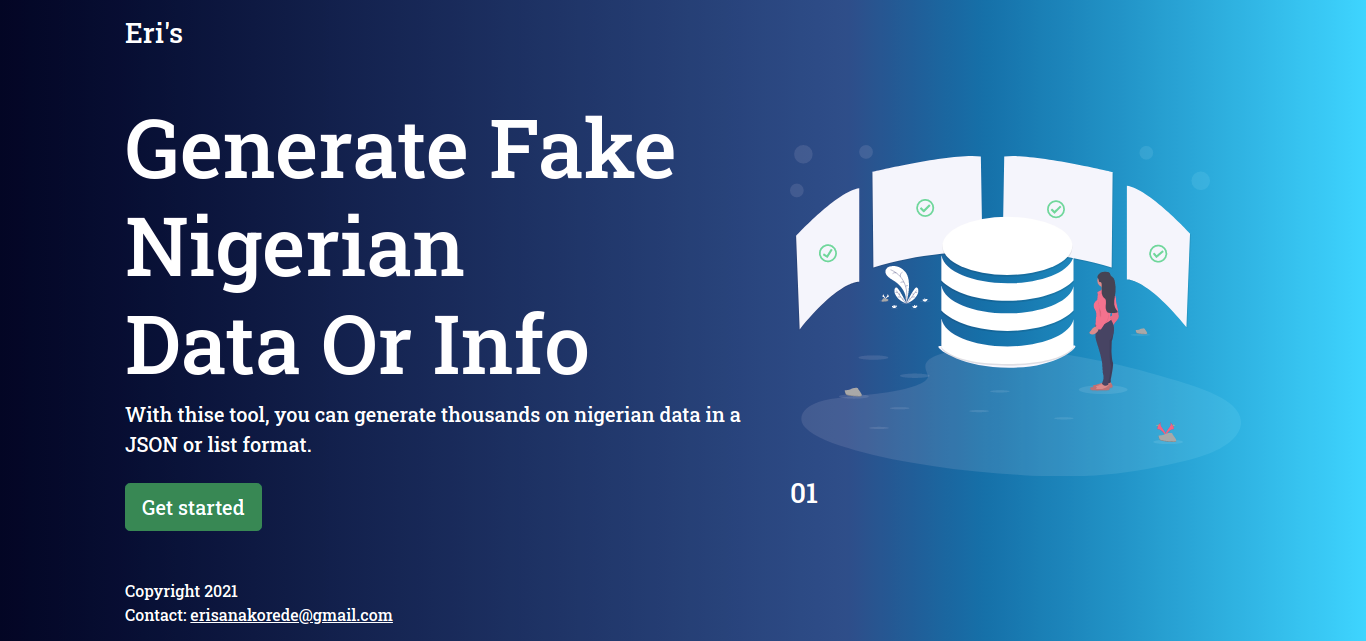 Eri's
Generate Fake
Nigerian
Data Or Info
With thise tool, you can generate thousands on nigerian data in a
JSON or list format.
Get started
01
Copyright 2021
Contact: erisanakorede@gmail.com